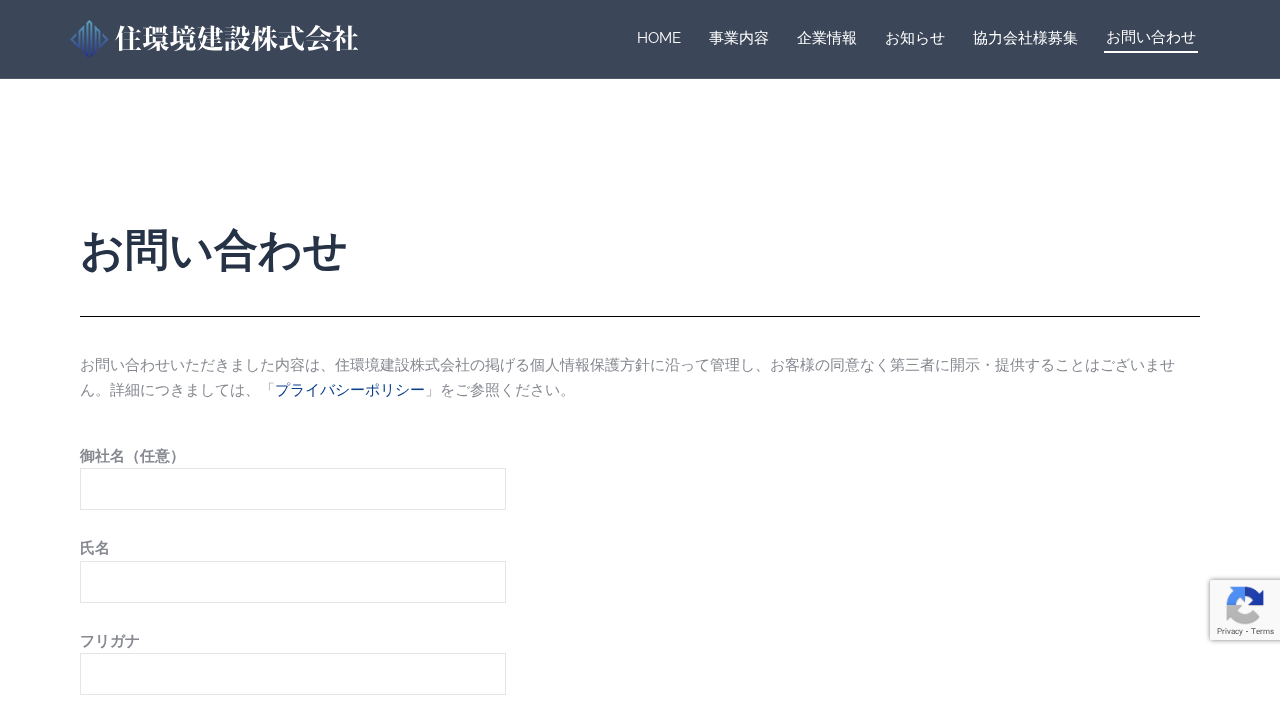 住環境建設株式会社
HOME 事業内容 企業情報 お知らせ 協力会社様募集 お問い合わせ
お問い合わせ
お問い合わせいただきました内容は、住環境建設株式会社の掲げる個人情報保護方針に沿って管理し、お客様の同意なく第三者に開示・提供することはございませ
ん。詳細につきましては、「プライバシーポリシー」をご参照ください。
御社名（任意）
氏名
フリガナ
Privacy - Terms